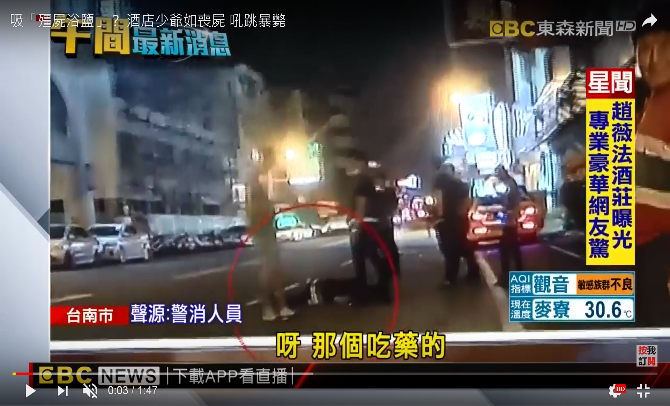 吸「殭屍浴鹽」? 酒店少爺如喪屍 吼跳暴斃
午間最新消息
EBC東森新聞HD
星聞
趙薇法酒莊曝光
專業豪華網友驚
AQI指標 觀音 敏感族群不良
現在溫度 麥寮 30.6℃
台南市 聲源:警消人員
呀 那個吃藥的
按我訂閱
EBC NEWS 下載APP看直播
0:03 / 1:47